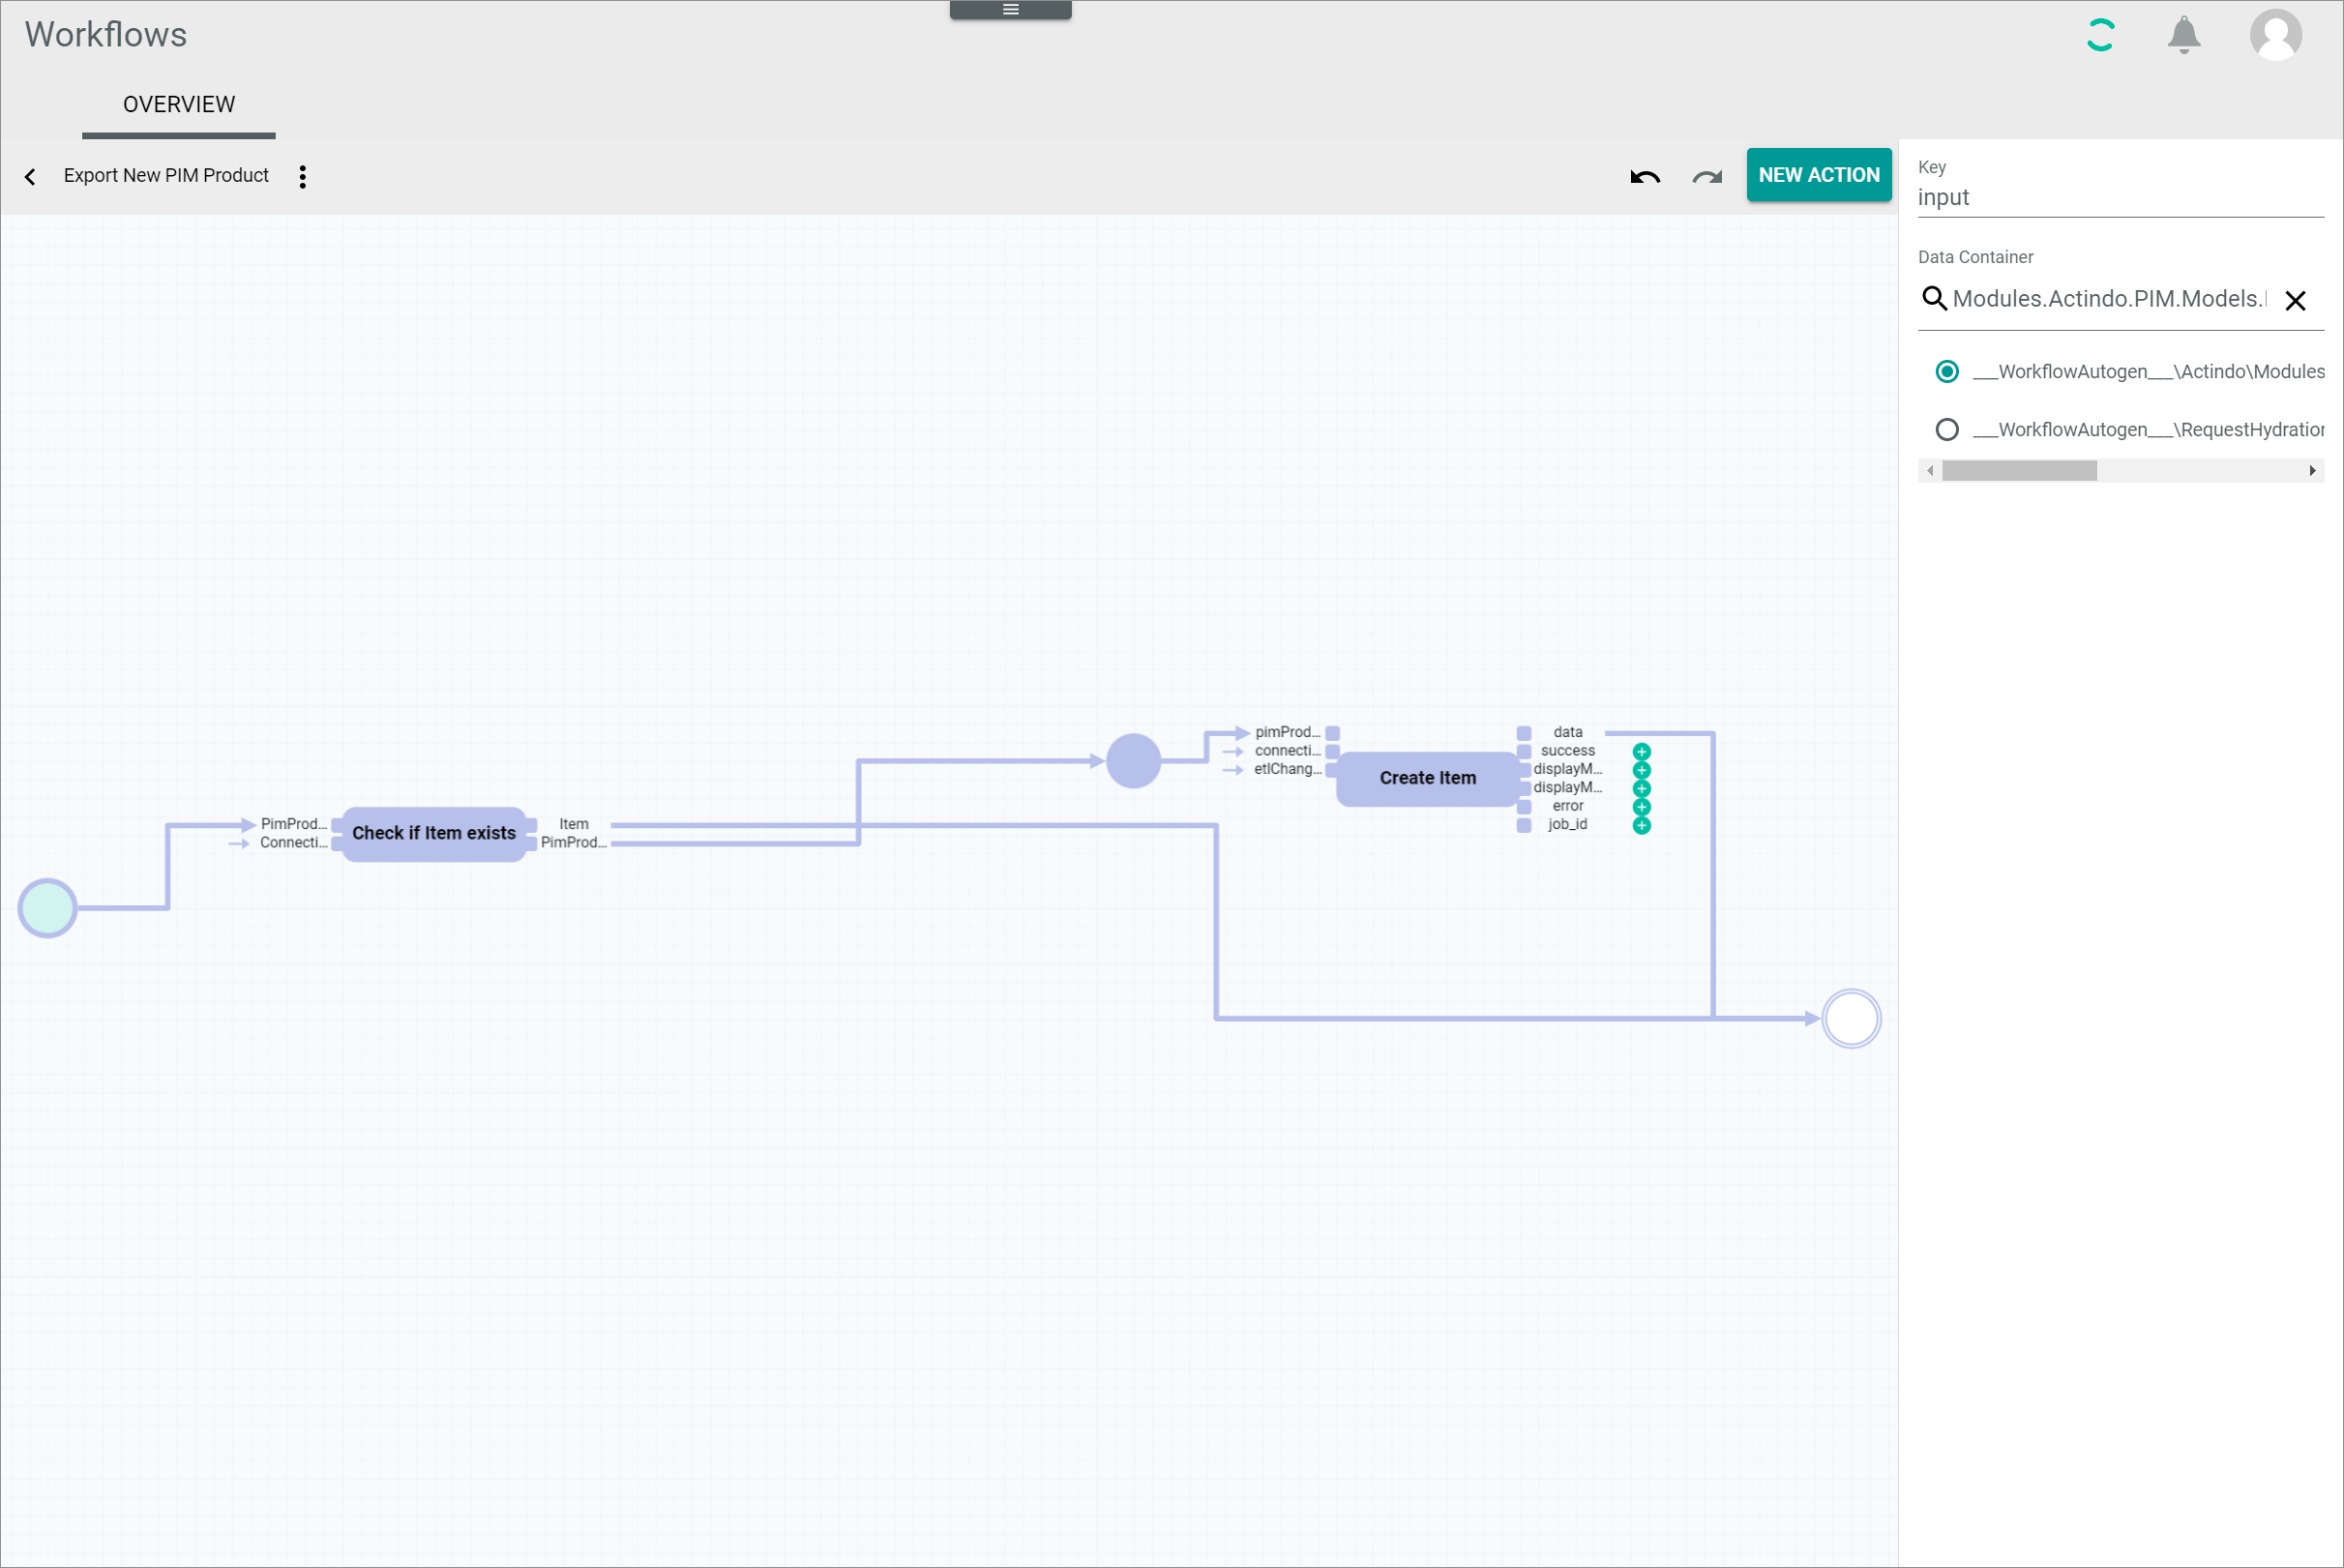 Workflows
OVERVIEW
Export New PIM Product
NEW ACTION
Key
input
Data Container
Modules.Actindo.PIM.Models.
___WorkflowAutogen___\Actindo\Modules
___WorkflowAutogen___\RequestHydration
pimProd...
connecti...
etlChang...
Create Item
data
success
displayM...
displayM...
error
job_id
PimProd...
Connecti...
Check if Item exists
Item
PimProd...